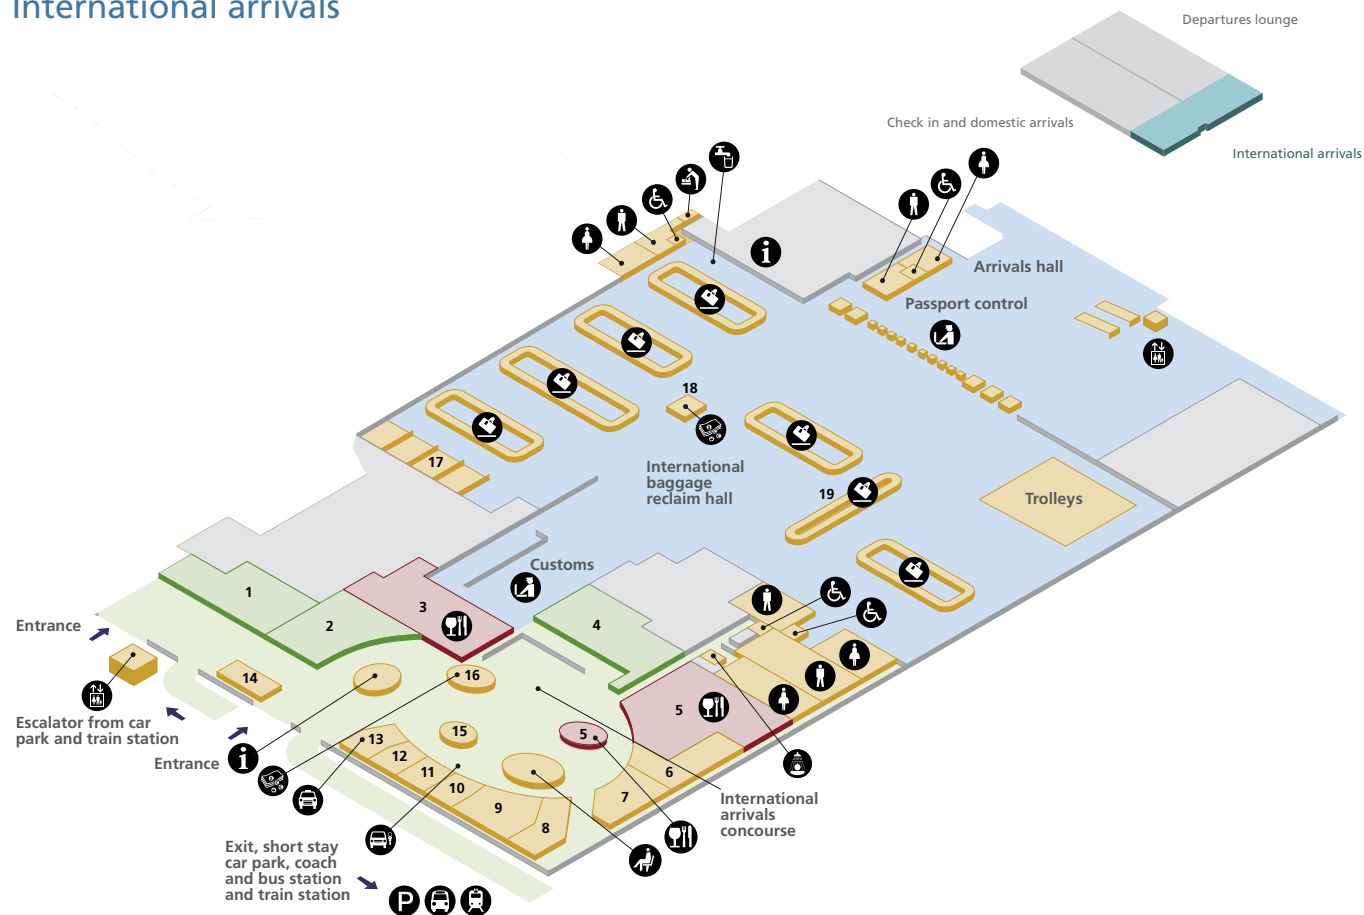 International arrivals
Departures lounge
Check in and domestic arrivals
International arrivals
Arrivals hall
Passport control
18
17
International
baggage
reclaim hall
19
Trolleys
Customs
1
2
3
4
Entrance
14
16
15
5
5
Escalator from car
park and train station
Entrance
i
i
13
12
11
10
9
8
7
6
International
arrivals
concourse
Exit, short stay
car park, coach
and bus station
and train station
P